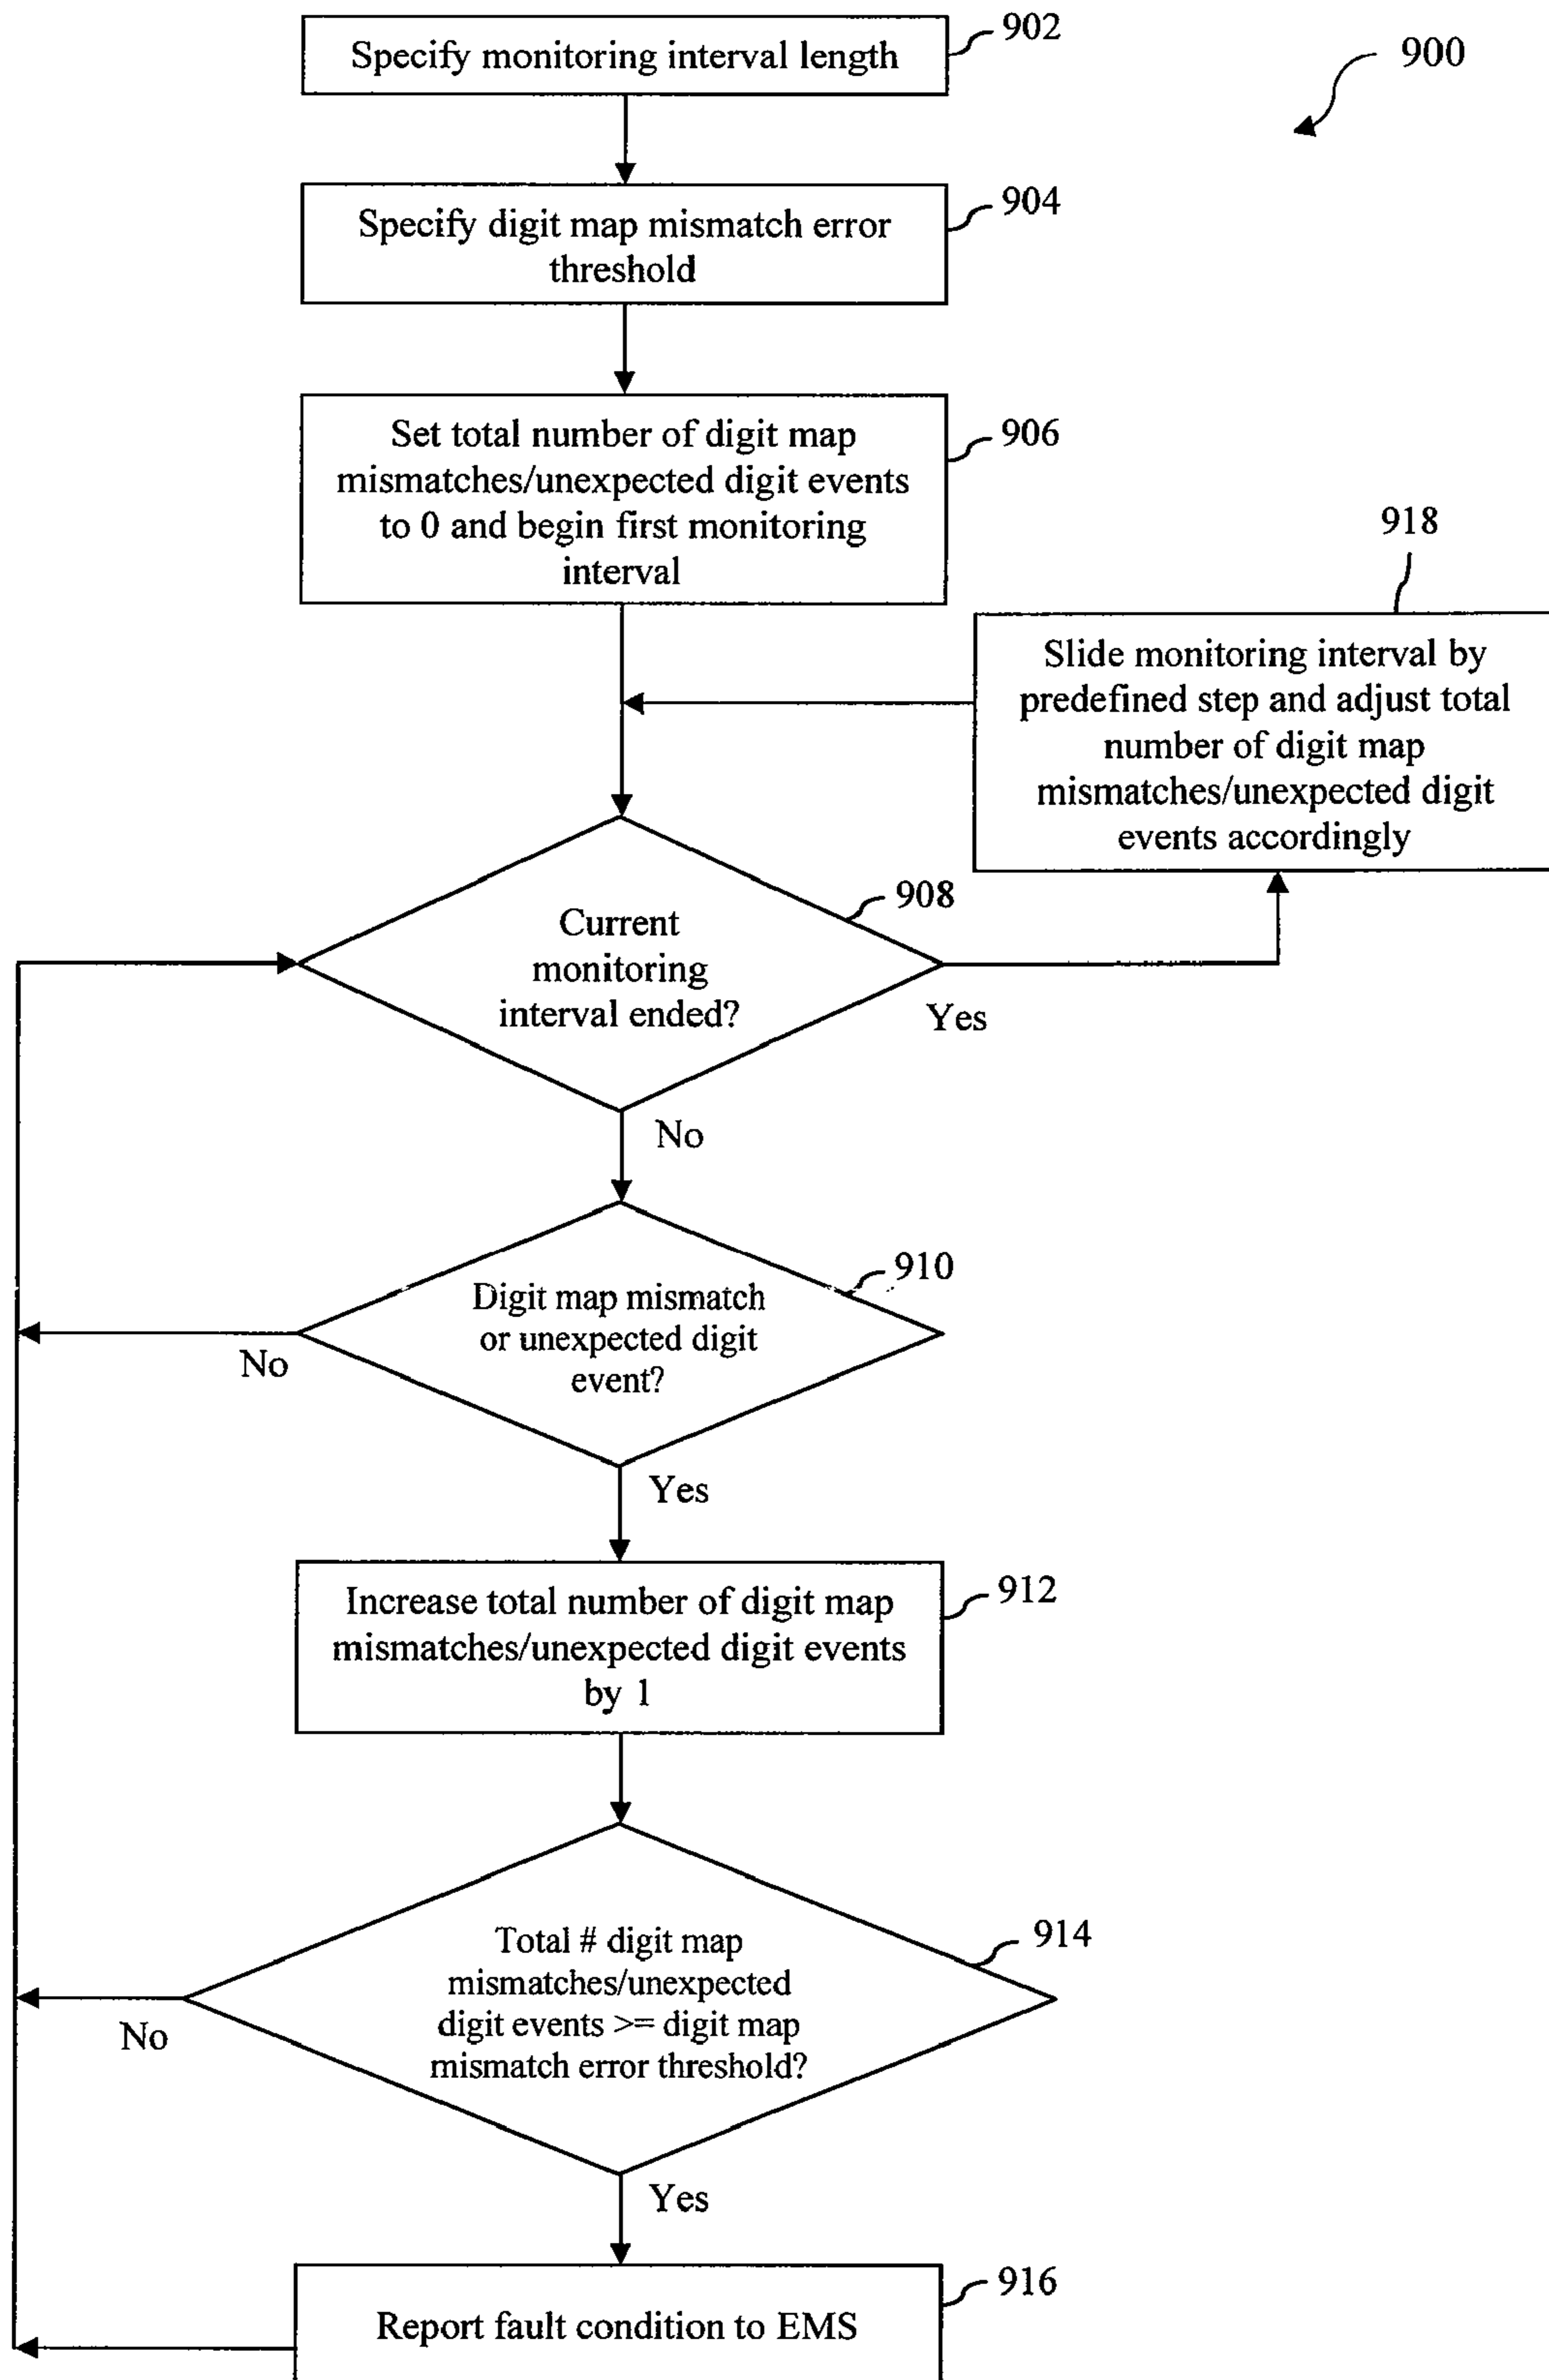 902
Specify monitoring interval length
900
904
Specify digit map mismatch error
threshold
906
Set total number of digit map
mismatches/unexpected digit events
to 0 and begin first monitoring
interval
918
Slide monitoring interval by
predefined step and adjust total
number of digit map
mismatches/unexpected digit
events accordingly
908
Current
monitoring
interval ended?
Yes
No
910
Digit map mismatch
or unexpected digit
event?
No
Yes
912
Increase total number of digit map
mismatches/unexpected digit events
by 1
914
Total # digit map
mismatches/unexpected
digit events >= digit map
mismatch error threshold?
No
Yes
916
Report fault condition to EMS